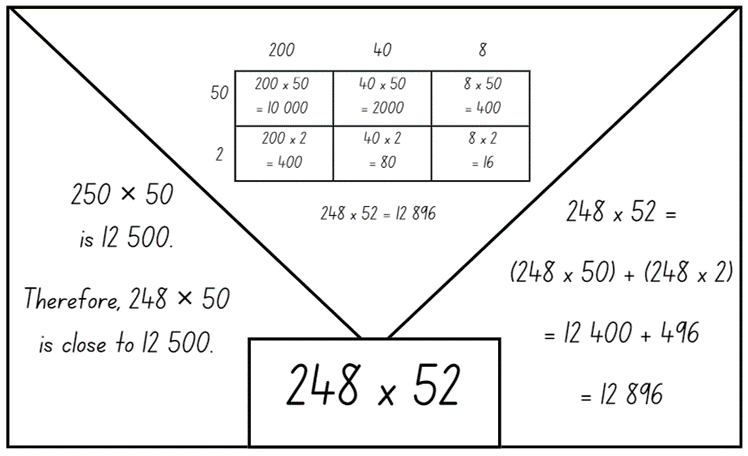 200 40 8
50
200 x 50
= 10 000
40 x 50
= 2000
8 x 50
= 400
2
200 x 2
= 400
40 x 2
= 80
8 x 2
= 16
248 x 52 = 12 896
250 × 50
is 12 500.
Therefore, 248 × 50
is close to 12 500.
248 x 52 =
(248 x 50) + (248 x 2)
= 12 400 + 496
= 12 896
248 x 52